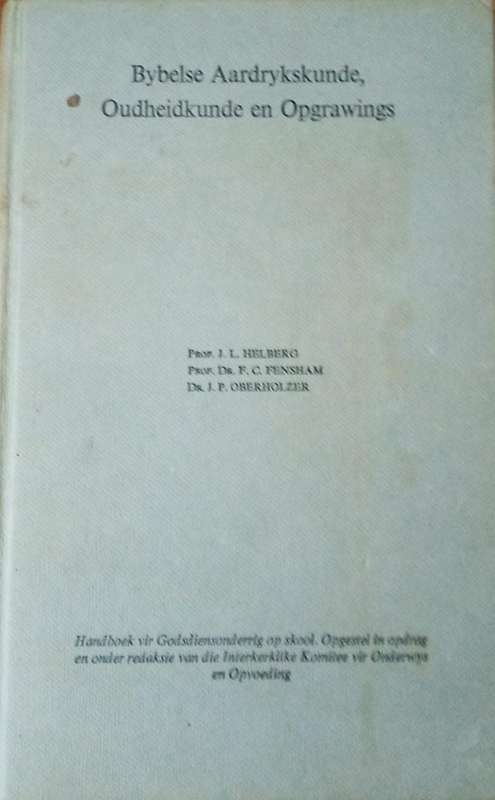 Bybelse Aardrykskunde,
Oudheidkunde en Opgrawings
Prof. J. L. HELBERG
Prof. Dr. F. C. FENSHAM
Dr. J. P. OBERHOLZER
Handboek vir Godsdiensonderrig op skool. Opgestel in opdrag
en onder redaksie van die Interkerklike Komitee vir Onderwys
en Opvoeding